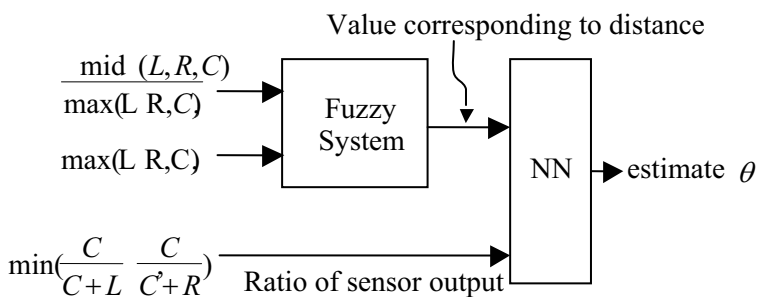 Value corresponding to distance
mid (L, R, C)
max(L R, C)
max(L R,C)
Fuzzy
System
NN
estimate θ
min(C/C+L , C/C+R)
Ratio of sensor output